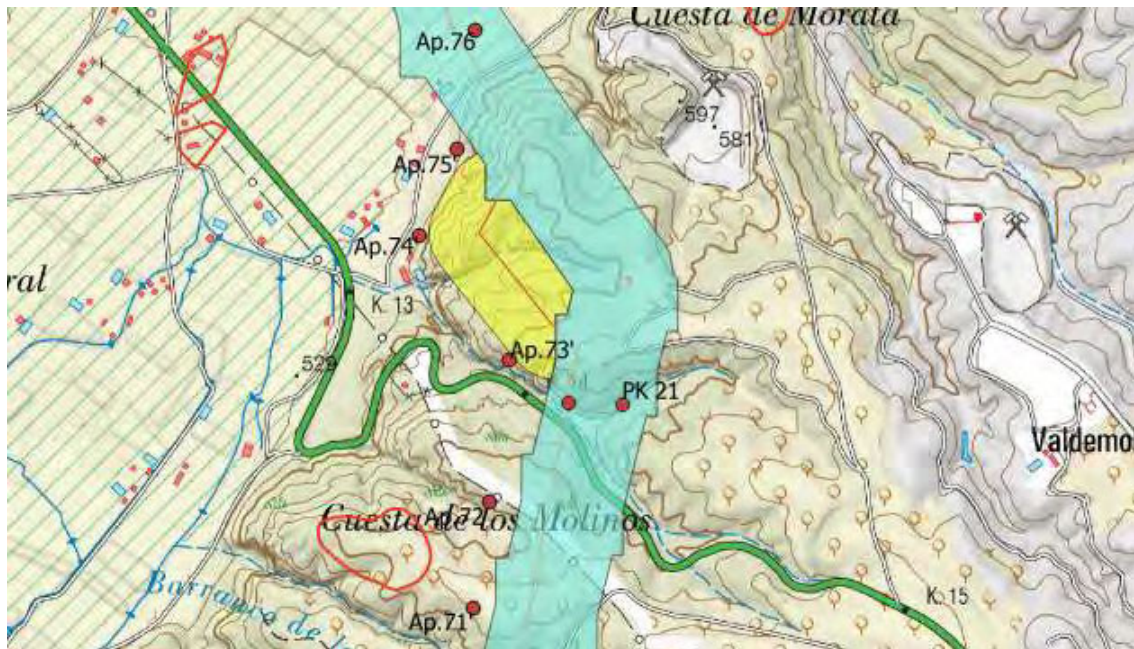 Cuesta de Morata
Ap.76
597
581
Ap.75'
Ap.74
ral
K. 13
Ap.73'
529
PK 21
Valdemo
Ap.72
Cuesta de los Molinos
Barranco de l
Ap.71'
K. 15